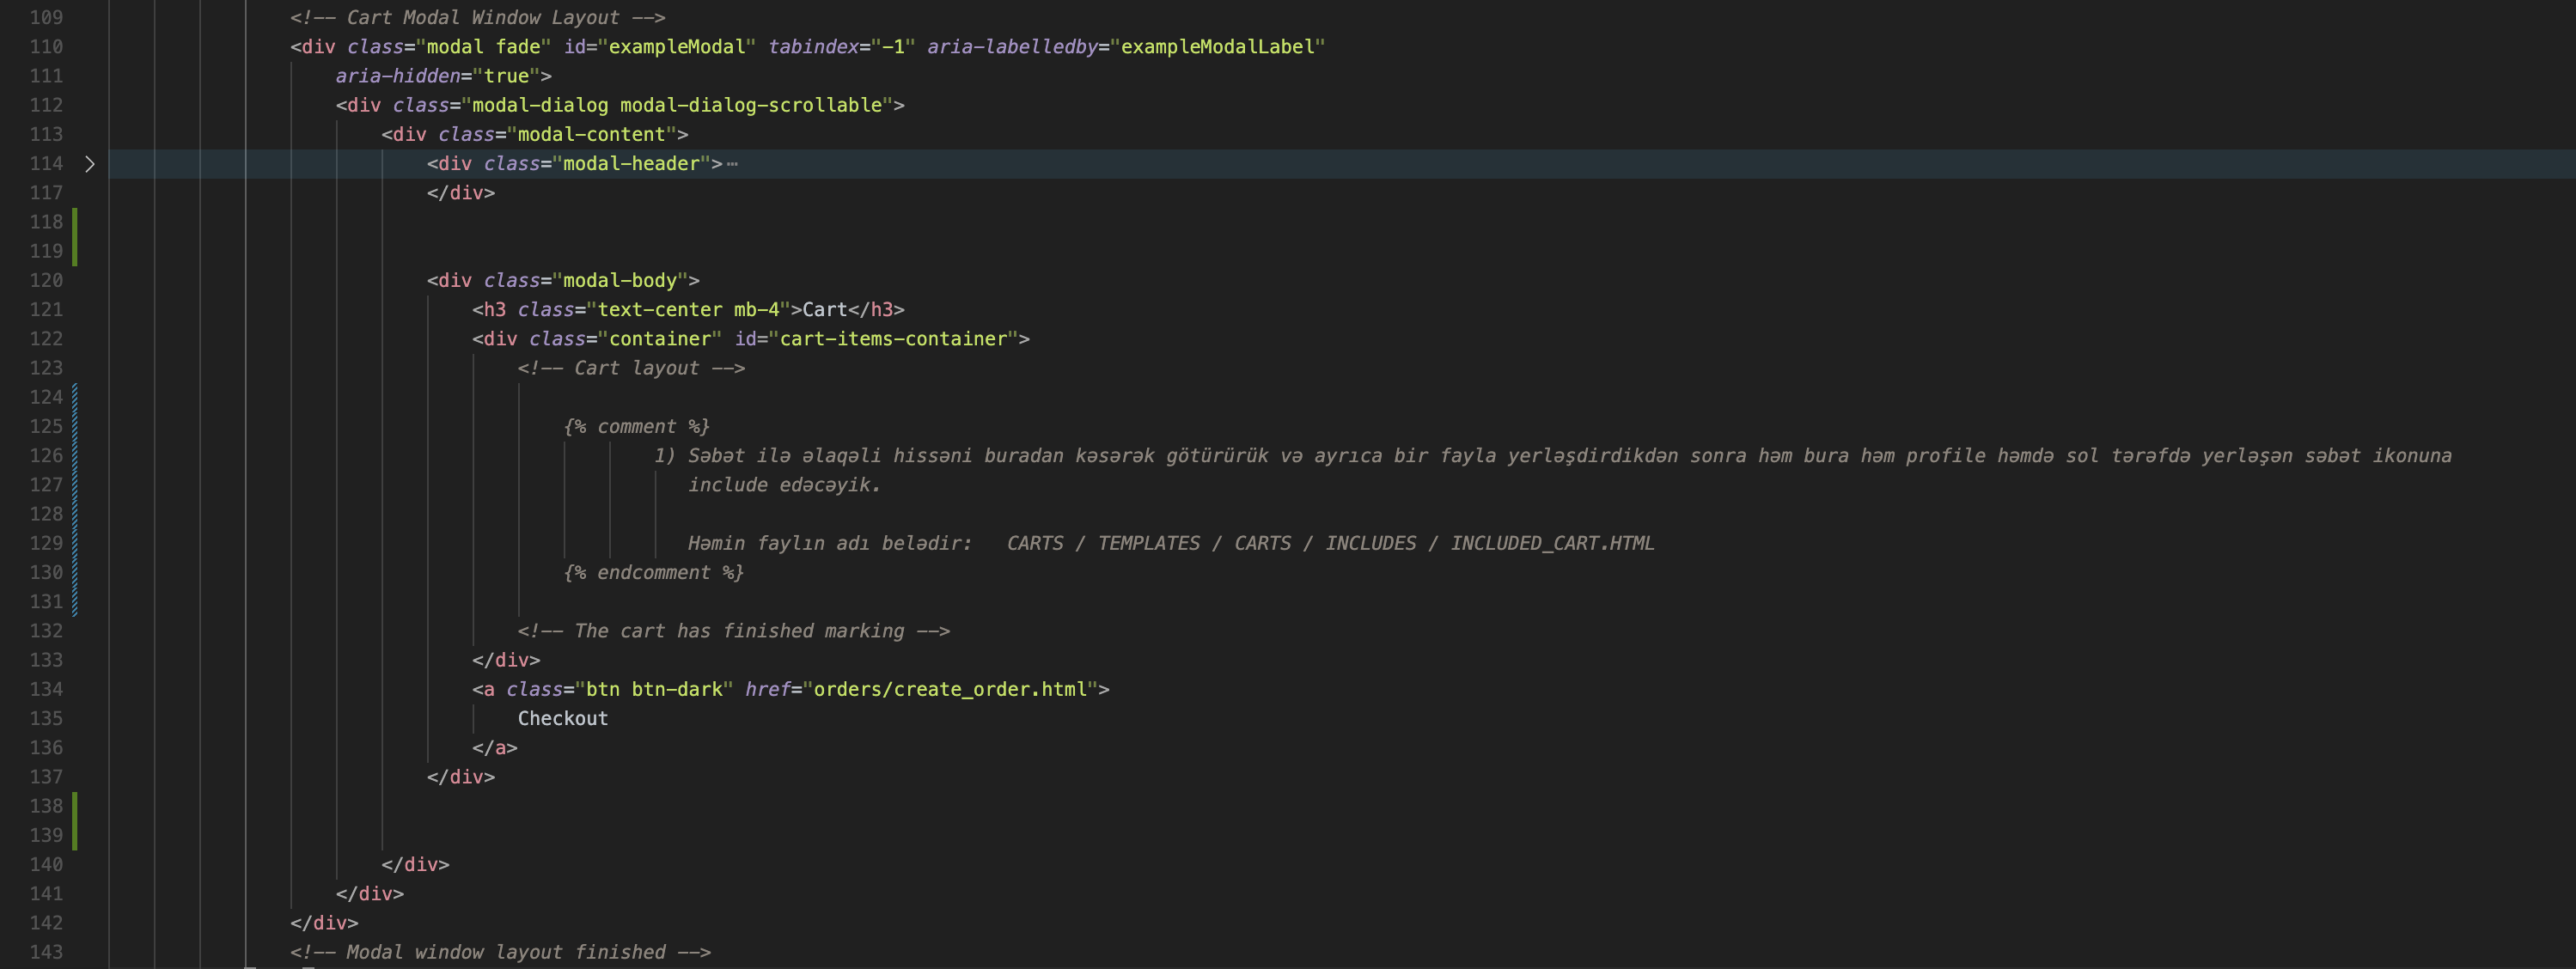 109 <!-- Cart Modal Window Layout -->
110 <div class="modal fade" id="exampleModal" tabindex="-1" aria-labelledby="exampleModalLabel"
111 aria-hidden="true">
112 <div class="modal-dialog modal-dialog-scrollable">
113 <div class="modal-content">
114 <div class="modal-header">⋯
117 </div>
118
119
120 <div class="modal-body">
121 <h3 class="text-center mb-4">Cart</h3>
122 <div class="container" id="cart-items-container">
123 <!-- Cart layout -->
124
125 {% comment %}
126 1) Səbət ilə əlaqəli hissəni buradan kəsərək götürürük və ayrıca bir fayla yerləşdirdikdən sonra həm bura həm profile həmdə sol tərəfdə yerləşən səbət ikonuna
127 include edəcəyik.
128
129 Həmin faylın adı belədir:   CARTS / TEMPLATES / CARTS / INCLUDES / INCLUDED_CART.HTML
130 {% endcomment %}
131
132 <!-- The cart has finished marking -->
133 </div>
134 <a class="btn btn-dark" href="orders/create_order.html">
135 Checkout
136 </a>
137 </div>
138
139
140 </div>
141 </div>
142 </div>
143 <!-- Modal window layout finished -->